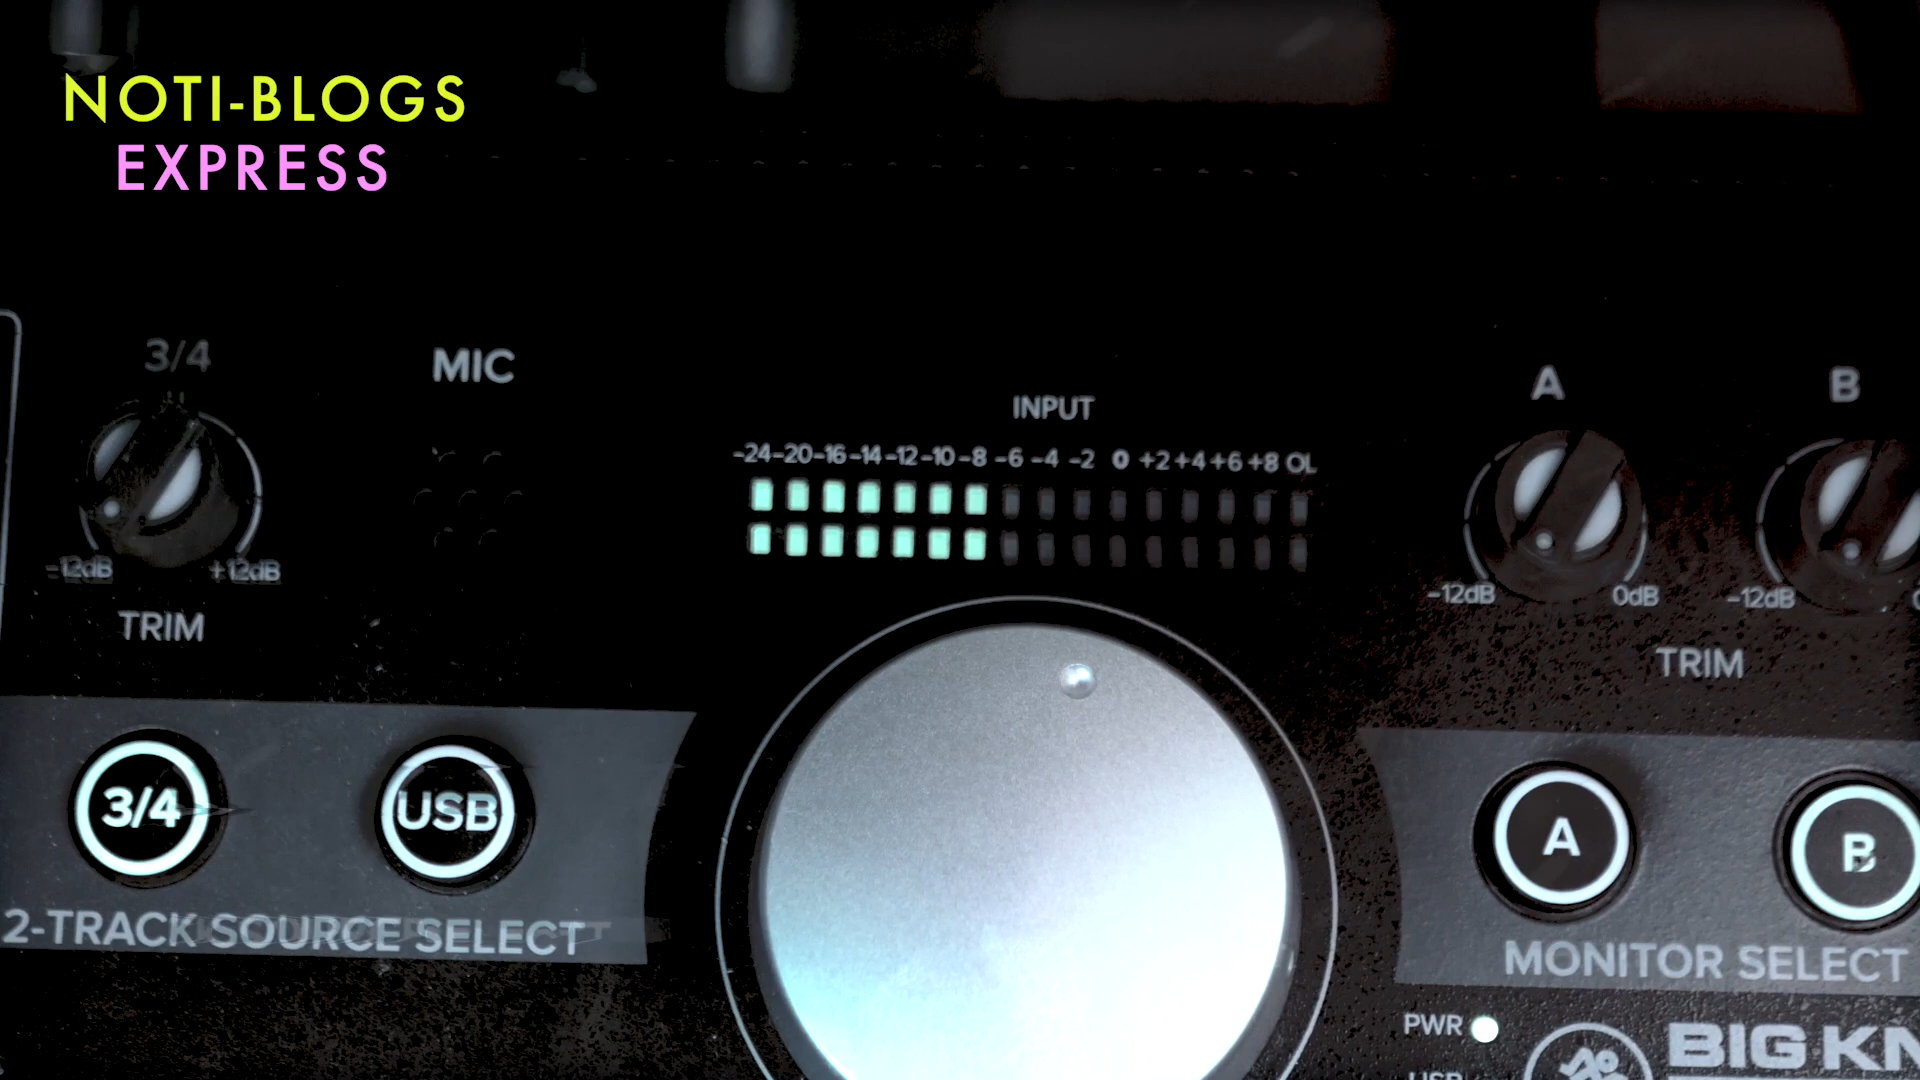 NOTI-BLOGS
EXPRESS
3/4
MIC
A
B
INPUT
-24 -20 -16 -14 -12 -10 -8 -6 -4 -2 0 +2 +4 +6 +8 OL
-12dB +12dB
-12dB 0dB
-12dB
TRIM
TRIM
3/4
USB
A
B
2-TRACK SOURCE SELECT
MONITOR SELECT
PWR
BIG KN
USB